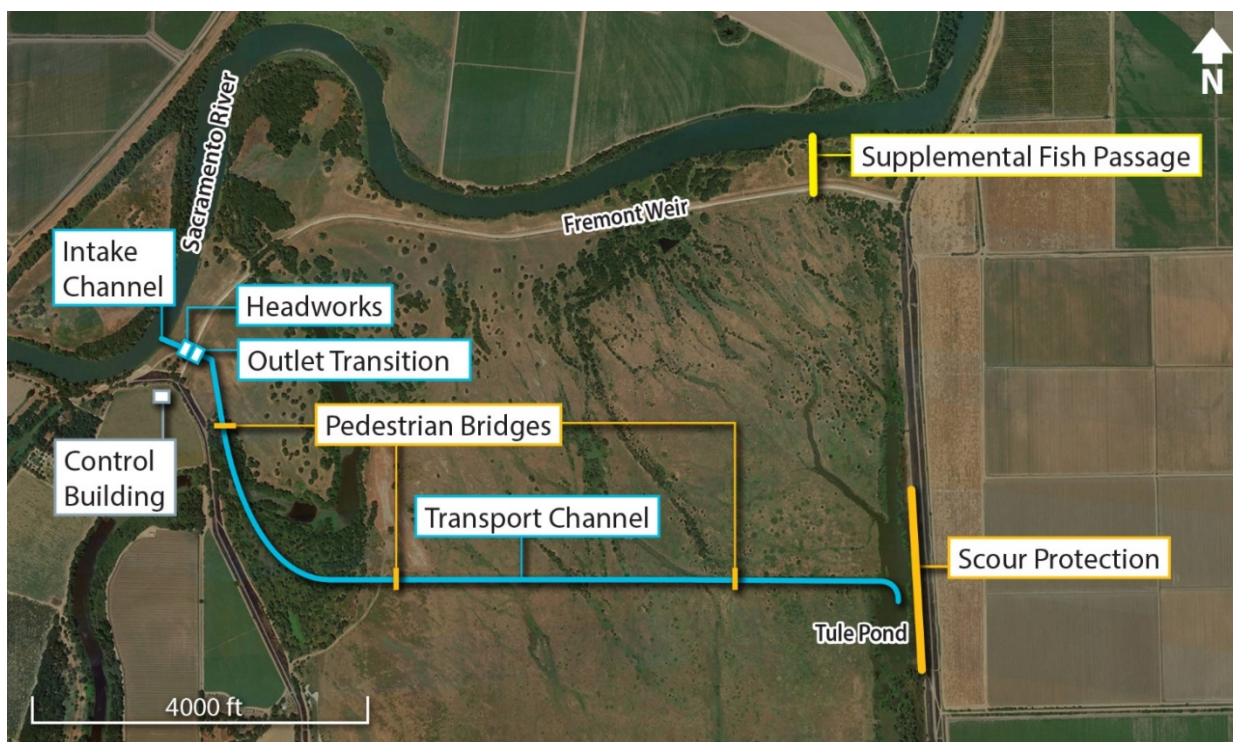 N
Sacramento River
Supplemental Fish Passage
Fremont Weir
Intake
Channel
Headworks
Outlet Transition
Pedestrian Bridges
Control
Building
Transport Channel
Scour Protection
Tule Pond
4000 ft